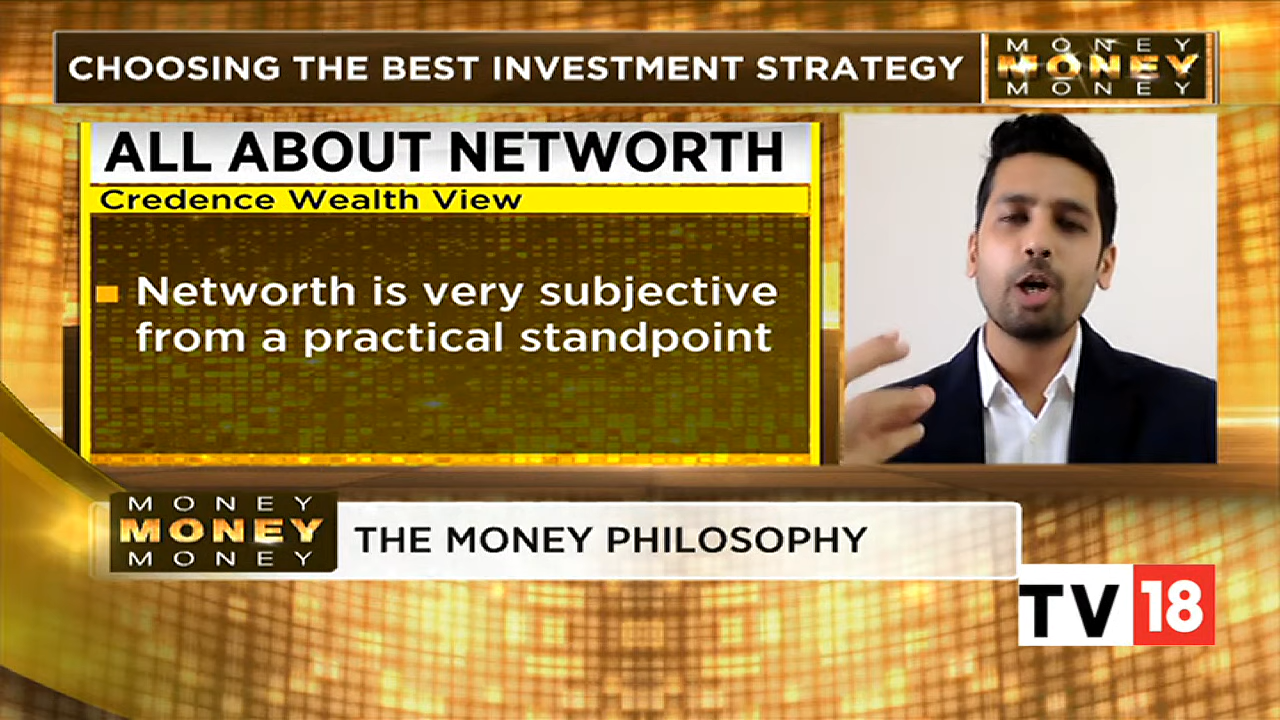 CHOOSING THE BEST INVESTMENT STRATEGY
MONEY
MONEY
MONEY
ALL ABOUT NETWORTH
Credence Wealth View
Networth is very subjective
from a practical standpoint
MONEY
MONEY
MONEY
THE MONEY PHILOSOPHY
TV18